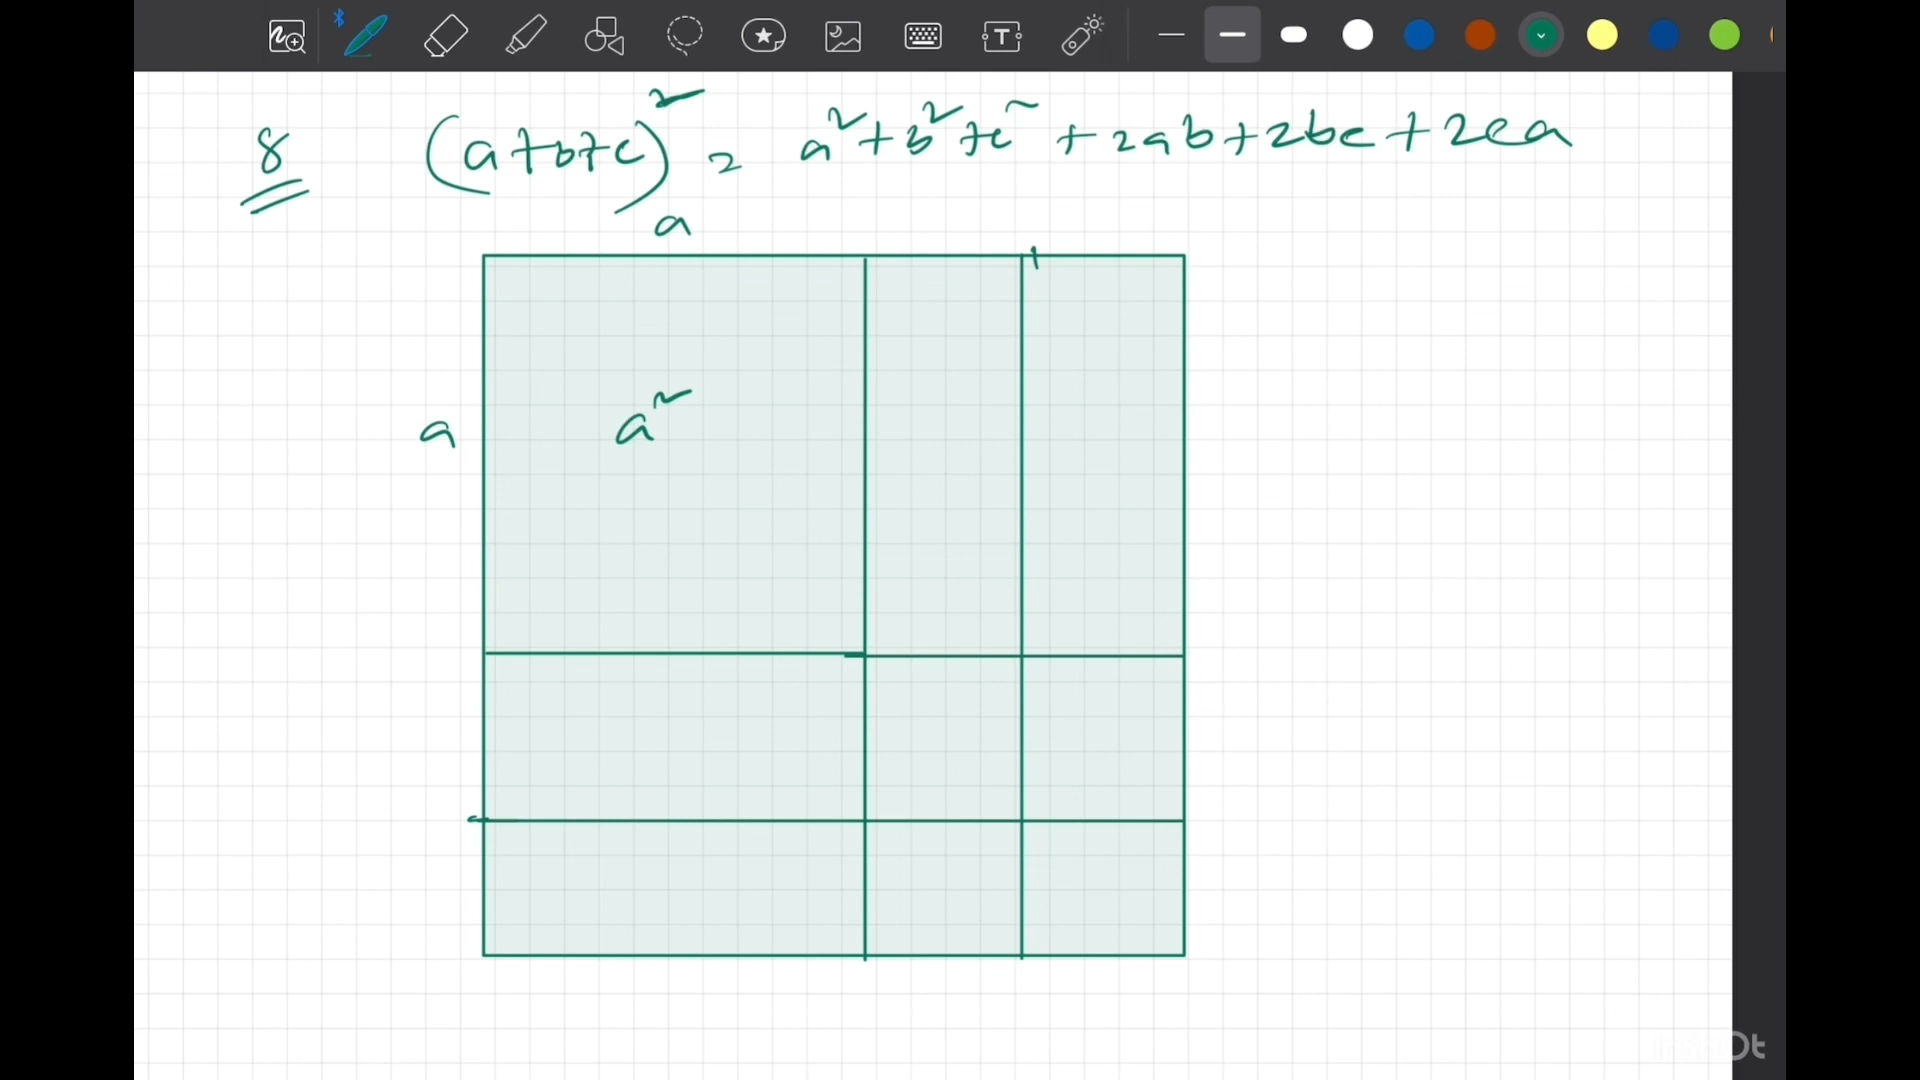 8 (a+b+c)² = a²+b²+c² + 2ab+2bc+2ca
a
a a²